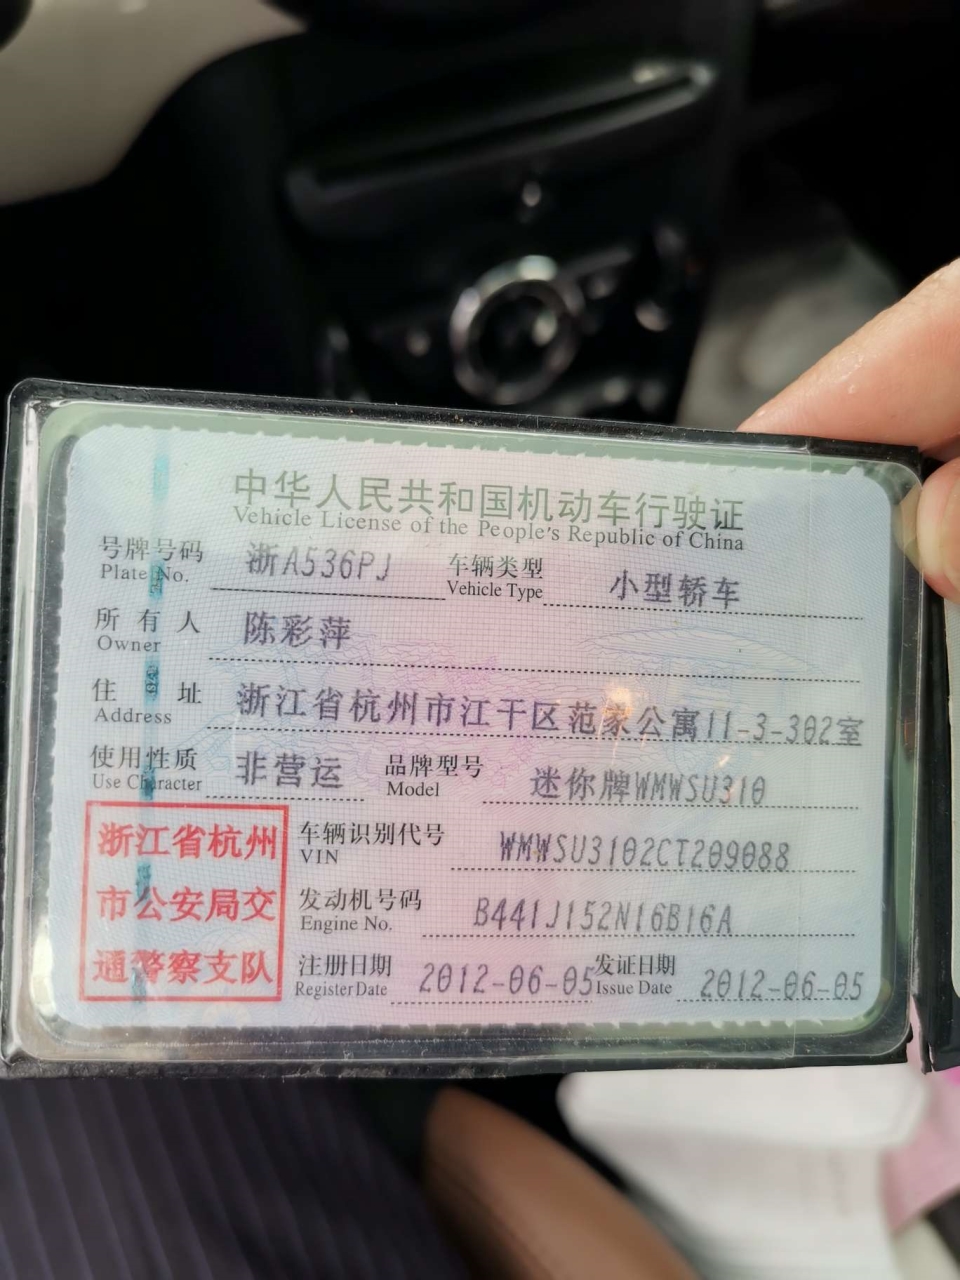 中华人民共和国机动车行驶证
Vehicle License of the People's Republic of China
号牌号码 浙A536PJ 车辆类型 小型轿车
Plate No. Vehicle Type
所有人 陈彩萍
Owner
住址 浙江省杭州市江干区范家公寓11-3-302室
Address
使用性质 非营运 品牌型号 迷你牌WMWSU310
Use Character Model
浙江省杭州
市公安局交
通警察支队
车辆识别代号 WMWSU3102CT209088
VIN
发动机号码 B441J152N16B16A
Engine No.
注册日期 2012-06-05 发证日期 2012-06-05
Register Date Issue Date